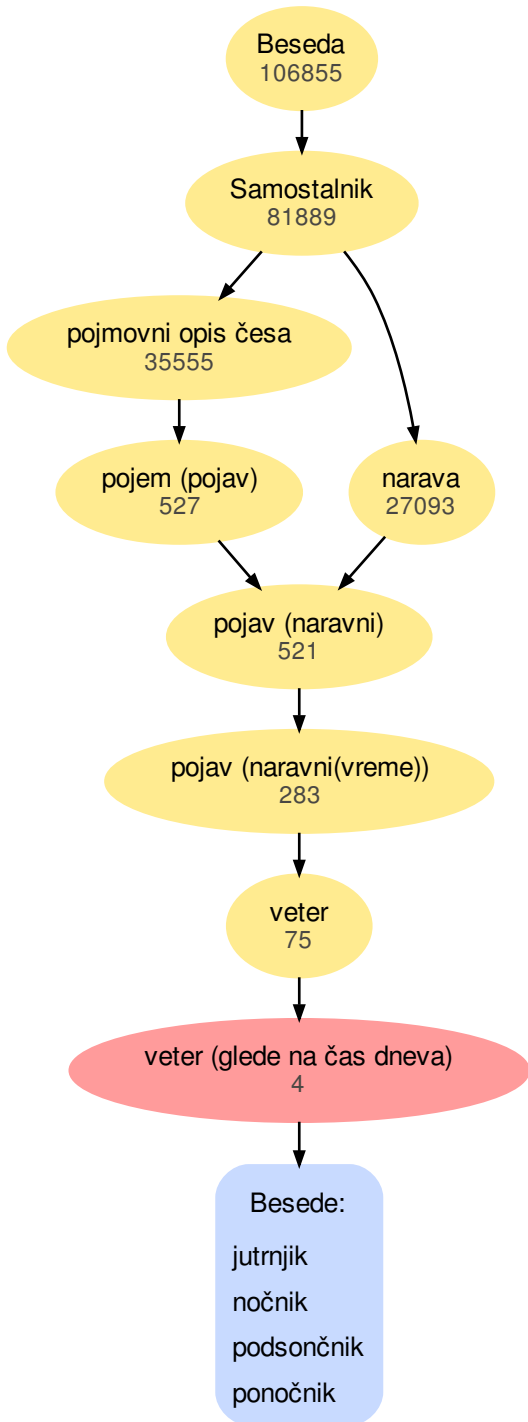 Beseda
106855
Samostalnik
81889
pojmovni opis česa
35555
pojem (pojav)
527
narava
27093
pojav (naravni)
521
pojav (naravni(vreme))
283
veter
75
veter (glede na čas dneva)
4
Besede:
jutrnjik
nočnik
podsončnik
ponočnik